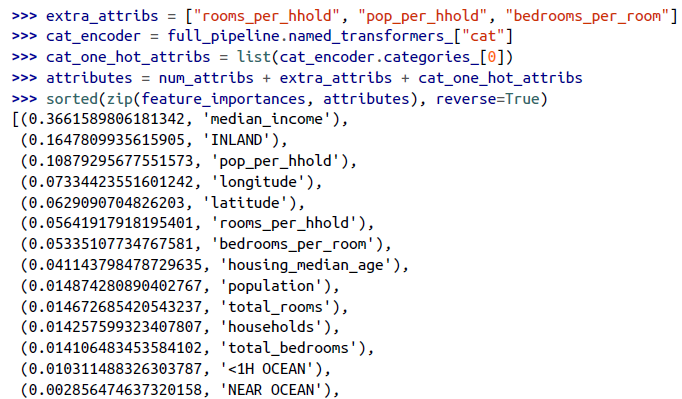 >>> extra_attribs = ["rooms_per_hhold", "pop_per_hhold", "bedrooms_per_room"]
>>> cat_encoder = full_pipeline.named_transformers_["cat"]
>>> cat_one_hot_attribs = list(cat_encoder.categories_[0])
>>> attributes = num_attribs + extra_attribs + cat_one_hot_attribs
>>> sorted(zip(feature_importances, attributes), reverse=True)
[(0.3661589806181342, 'median_income'),
 (0.1647809935615905, 'INLAND'),
 (0.10879295677551573, 'pop_per_hhold'),
 (0.07334423551601242, 'longitude'),
 (0.0629090704826203, 'latitude'),
 (0.05641917918195401, 'rooms_per_hhold'),
 (0.05335107734767581, 'bedrooms_per_room'),
 (0.041143798478729635, 'housing_median_age'),
 (0.014874280890402767, 'population'),
 (0.014672685420543237, 'total_rooms'),
 (0.014257599323407807, 'households'),
 (0.014106483453584102, 'total_bedrooms'),
 (0.010311488326303787, '<1H OCEAN'),
 (0.002856474637320158, 'NEAR OCEAN'),